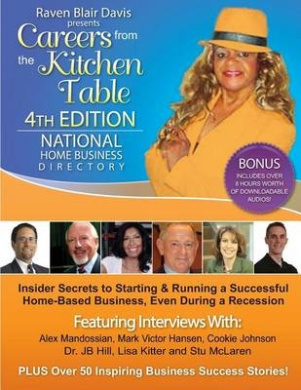 Raven Blair Davis
presents
Careers from
the Kitchen
Table
4TH EDITION
NATIONAL
HOME BUSINESS
DIRECTORY
BONUS
INCLUDES OVER
8 HOURS WORTH
OF DOWNLOADABLE
AUDIOS!
Insider Secrets to Starting & Running a Successful
Home-Based Business, Even During a Recession
Featuring Interviews With:
Alex Mandossian, Mark Victor Hansen, Cookie Johnson
Dr. JB Hill, Lisa Kitter and Stu McLaren
PLUS Over 50 Inspiring Business Success Stories!